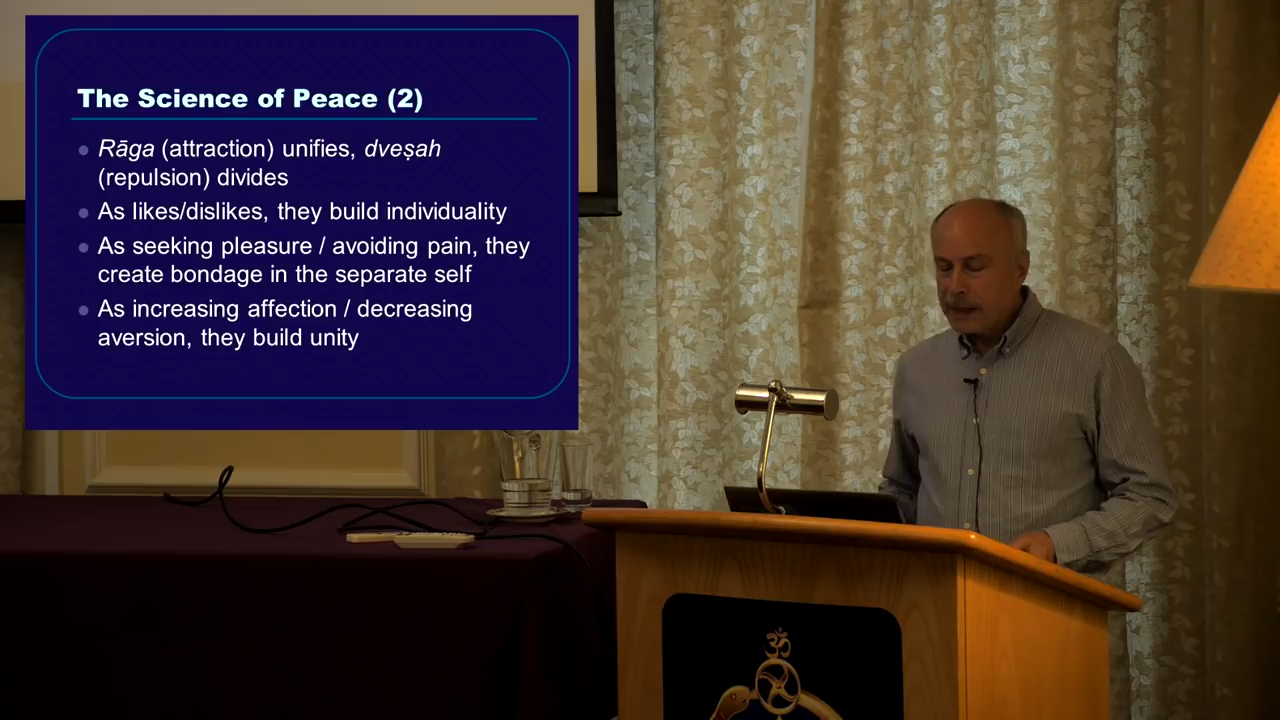 The Science of Peace (2)
Rāga (attraction) unifies, dveṣah
(repulsion) divides
As likes/dislikes, they build individuality
As seeking pleasure / avoiding pain, they
create bondage in the separate self
As increasing affection / decreasing
aversion, they build unity
ॐ